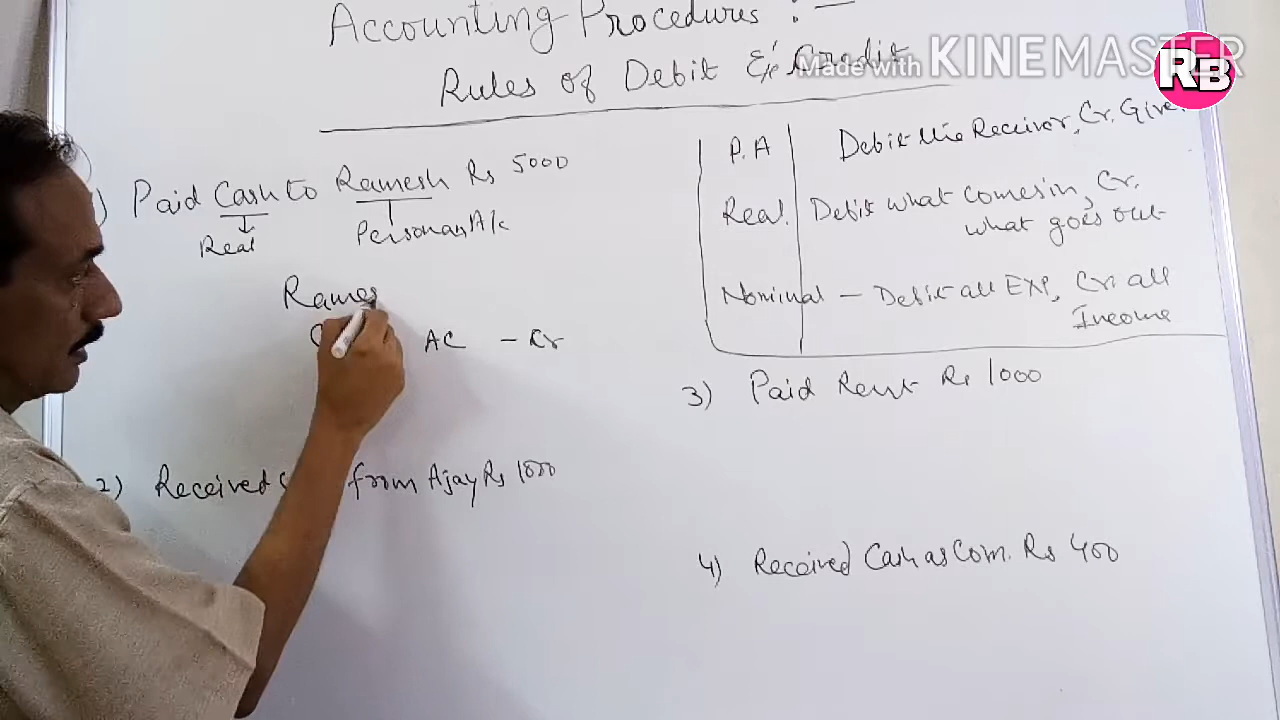 Accounting Procedures :-
Rules of Debit & Credit
Made with KINEMASTER
RB
) Paid Cash to Ramesh Rs 5000
Real
Personal A/c
Rames
AC - Cr
2) Received from Ajay Rs 1000
P.A Debit the Receiver, Cr. Giver
Real. Debit what comes in, Cr.
what goes out
Nominal - Debit all EXP, Cr. all
Income
3) Paid Rent Rs 1000
4) Received Cash as Com. Rs 400